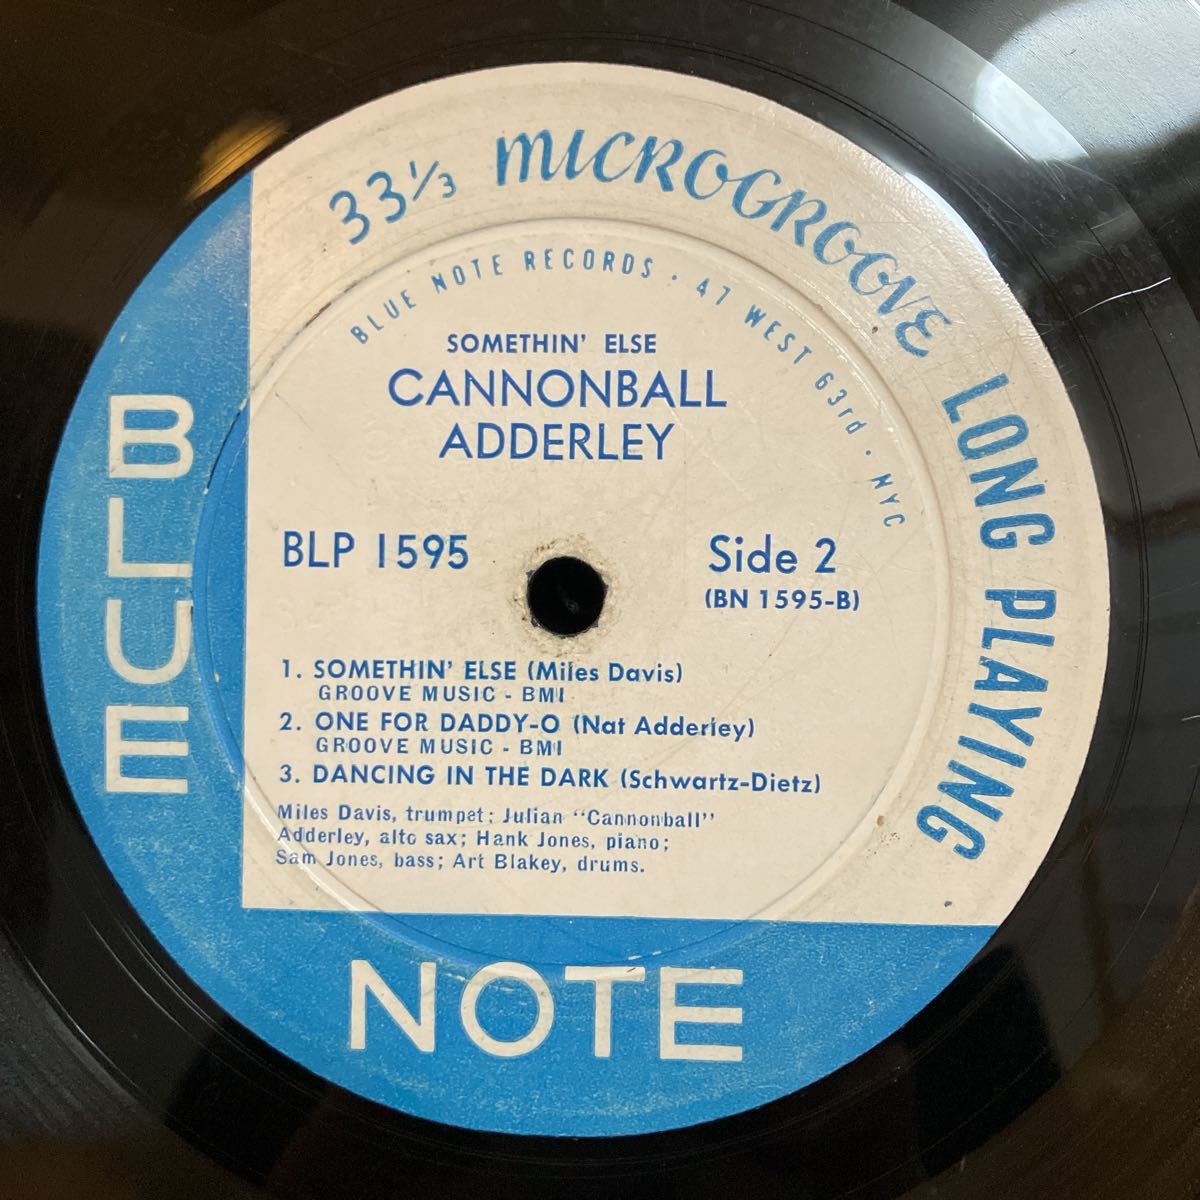 33⅓ MICROGROOVE LONG PLAYING
BLUE NOTE RECORDS · 47 WEST 63rd · NYC
SOMETHIN' ELSE
CANNONBALL
ADDERLEY
BLP 1595
Side 2
(BN 1595-B)
1. SOMETHIN' ELSE (Miles Davis)
GROOVE MUSIC - BMI
2. ONE FOR DADDY-O (Nat Adderley)
GROOVE MUSIC - BMI
3. DANCING IN THE DARK (Schwartz-Dietz)
Miles Davis, trumpet; Julian "Cannonball"
Adderley, alto sax; Hank Jones, piano;
Sam Jones, bass; Art Blakey, drums.
BLUE
NOTE